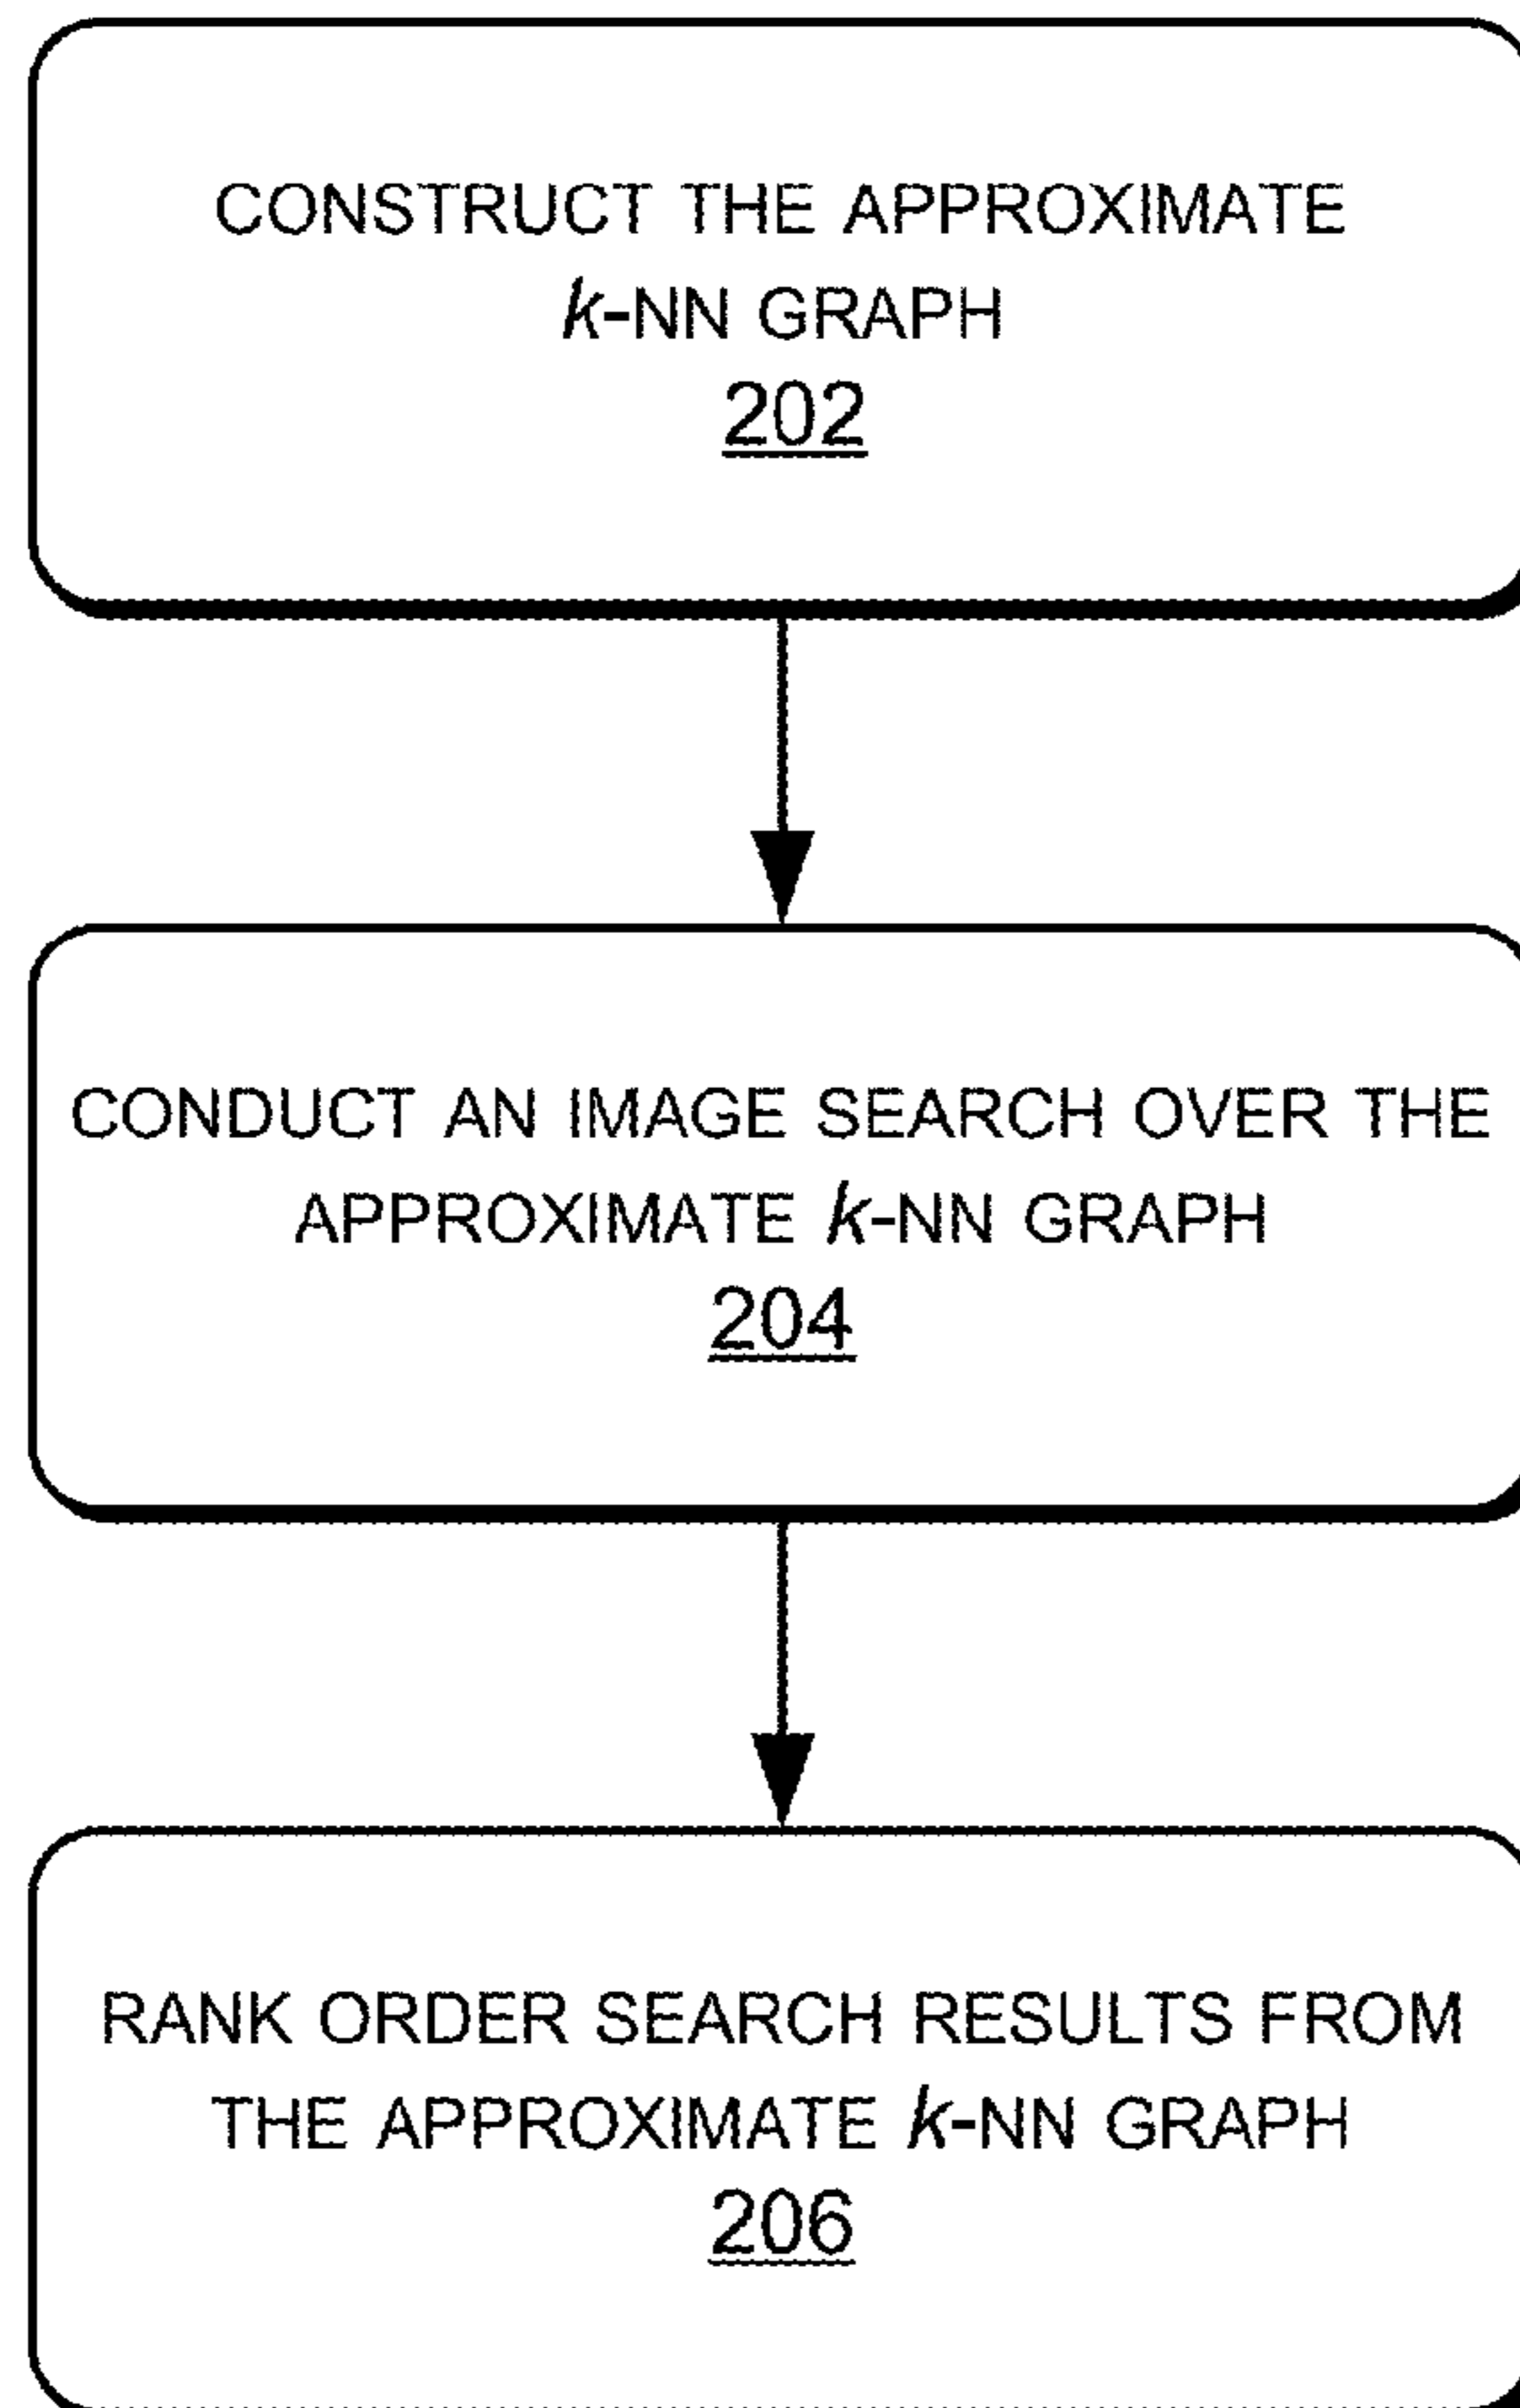 CONSTRUCT THE APPROXIMATE
k-NN GRAPH
202
CONDUCT AN IMAGE SEARCH OVER THE
APPROXIMATE k-NN GRAPH
204
RANK ORDER SEARCH RESULTS FROM
THE APPROXIMATE k-NN GRAPH
206